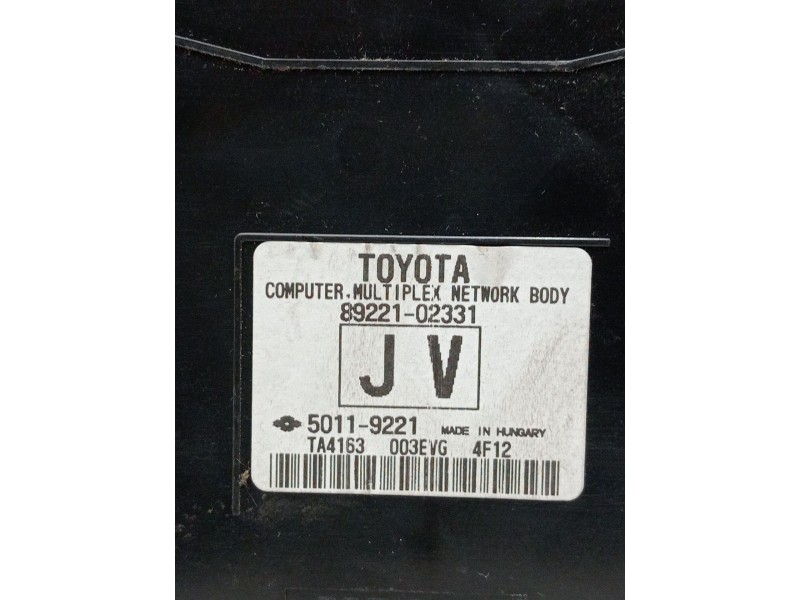 TOYOTA
COMPUTER.MULTIPLEX NETWORK BODY
89221-02331
JV
5011-9221 MADE IN HUNGARY
TA4163 003EVG 4F12